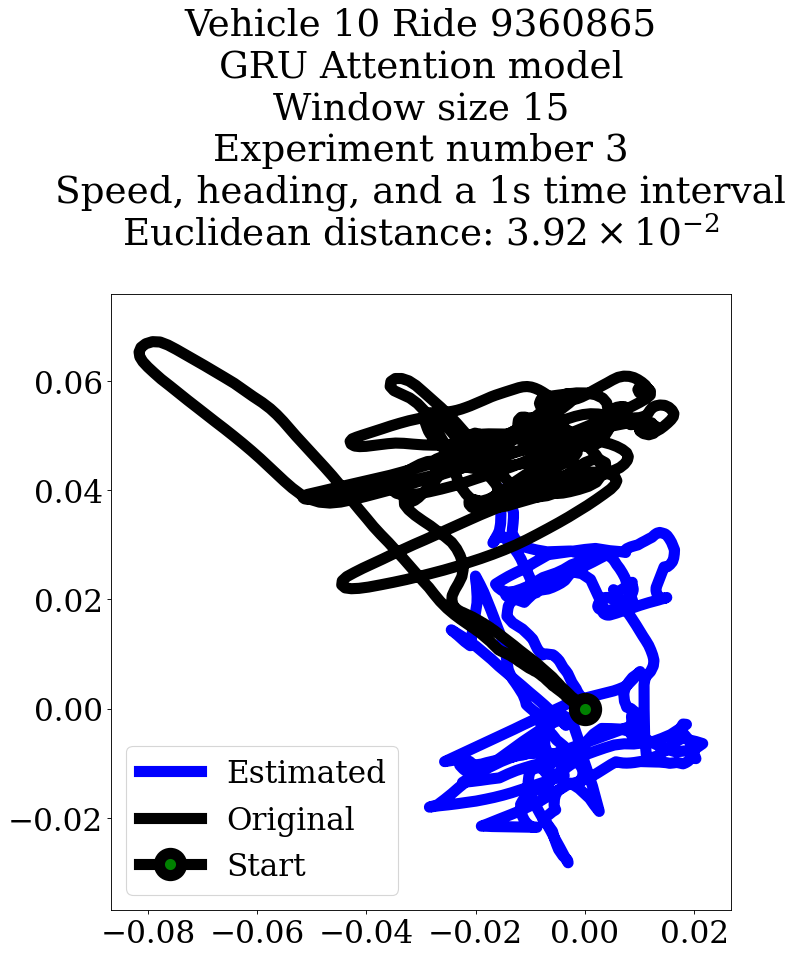 Vehicle 10 Ride 9360865
GRU Attention model
Window size 15
Experiment number 3
Speed, heading, and a 1s time interval
Euclidean distance: 3.92 × 10⁻²
0.06
0.04
0.02
0.00
−0.02
Estimated
Original
Start
−0.08 −0.06 −0.04 −0.02 0.00 0.02